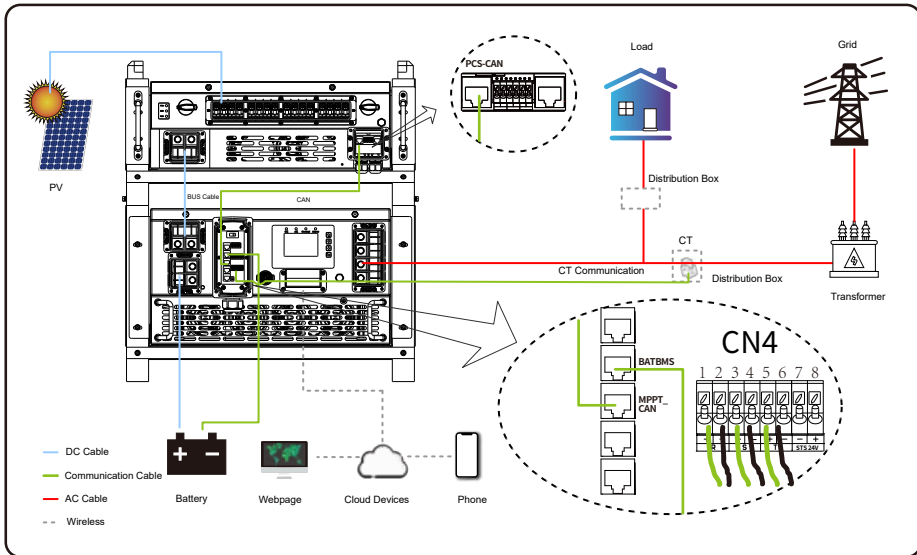 Load
Grid
PCS-CAN
PV
Distribution Box
BUS Cable
CAN
CT
CT Communication
Distribution Box
Transformer
CN4
1 2 3 4 5 6 7 8
BATBMS
MPPT_
CAN
R S T − − +
STS24V
DC Cable
Communication Cable
AC Cable
Wireless
+ −
Battery
Webpage
Cloud Devices
Phone